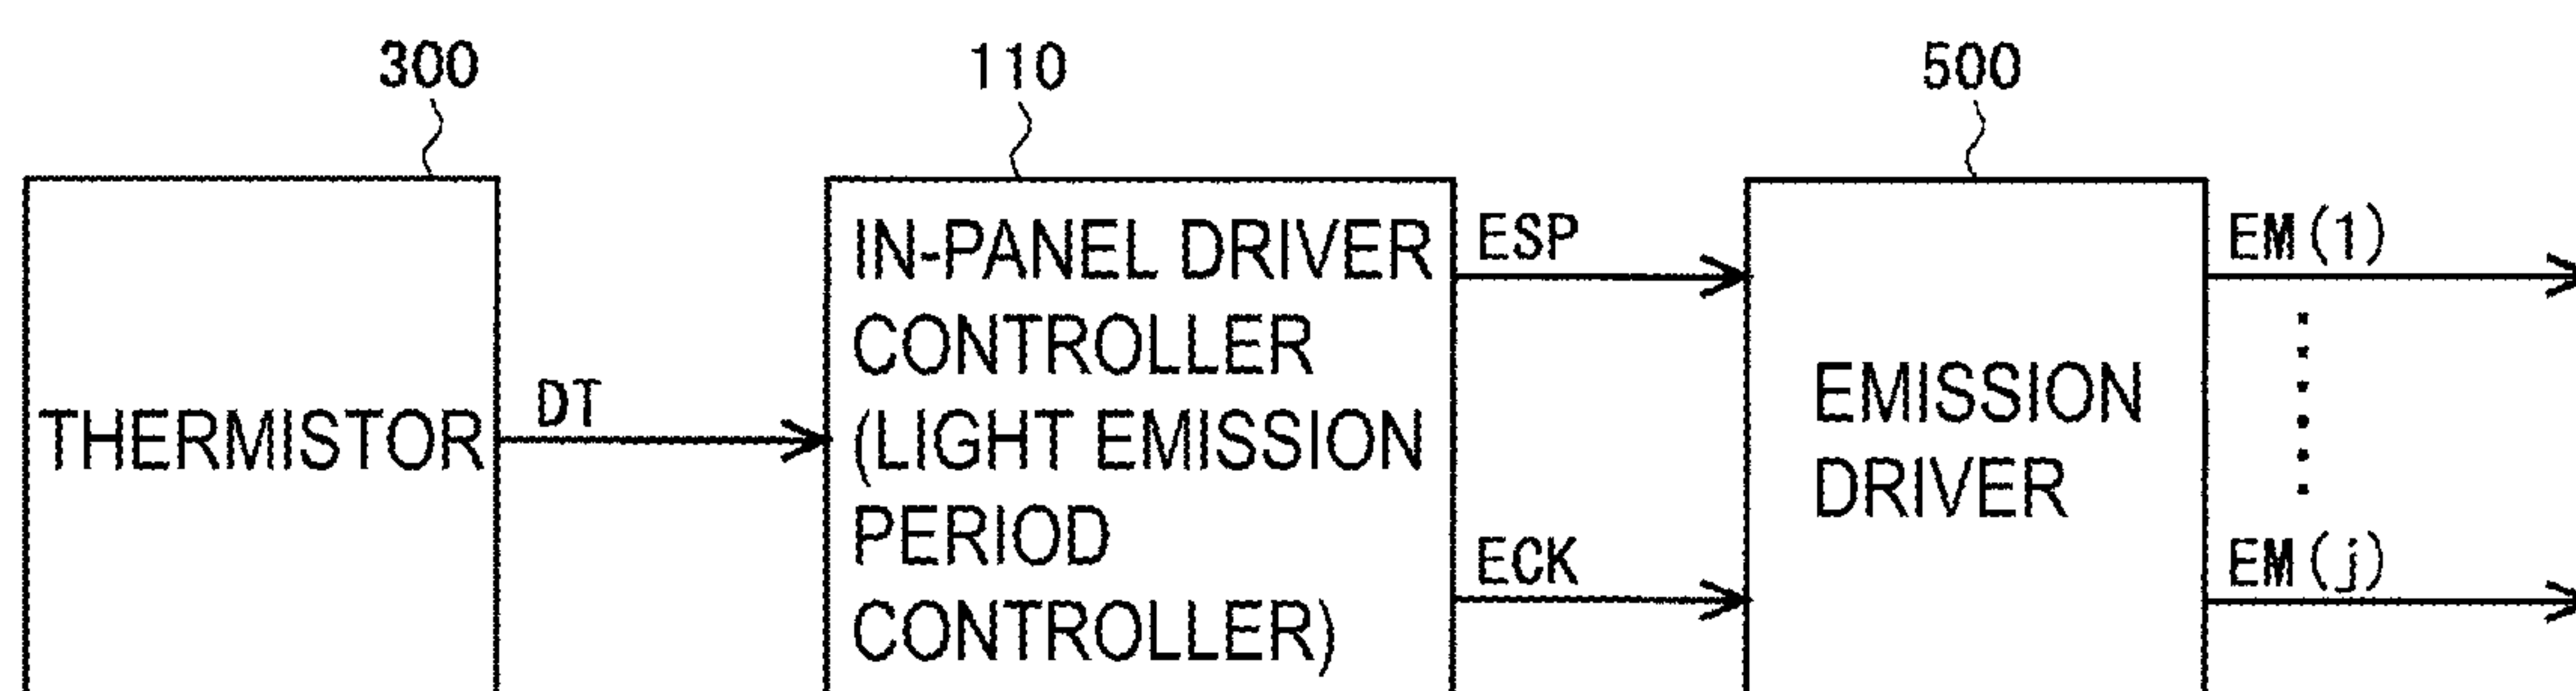 300
110
500
THERMISTOR
DT
IN-PANEL DRIVER
CONTROLLER
(LIGHT EMISSION
PERIOD
CONTROLLER)
ESP
ECK
EMISSION
DRIVER
EM(1)
EM(j)